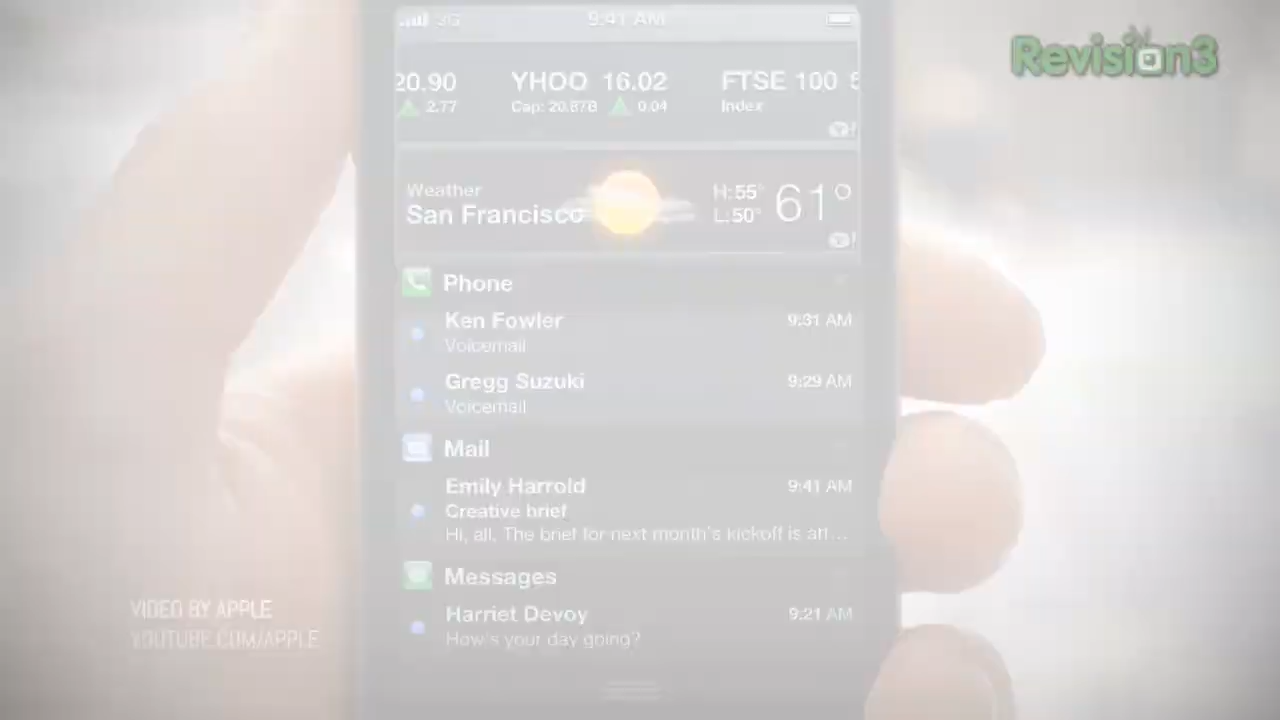 3G 9:41 AM
Revision3
20.90 YHOO 16.02 FTSE 100
2.77 Cap: 20.87B 0.04 Index
Weather
San Francisco
H:55° L:50° 61°
Phone
Ken Fowler 9:31 AM
Voicemail
Gregg Suzuki 9:29 AM
Voicemail
Mail
Emily Harrold 9:41 AM
Creative brief
Hi, all, The brief for next month's kickoff is att...
Messages
Harriet Devoy 9:21 AM
How's your day going?
VIDEO BY APPLE
YOUTUBE.COM/APPLE